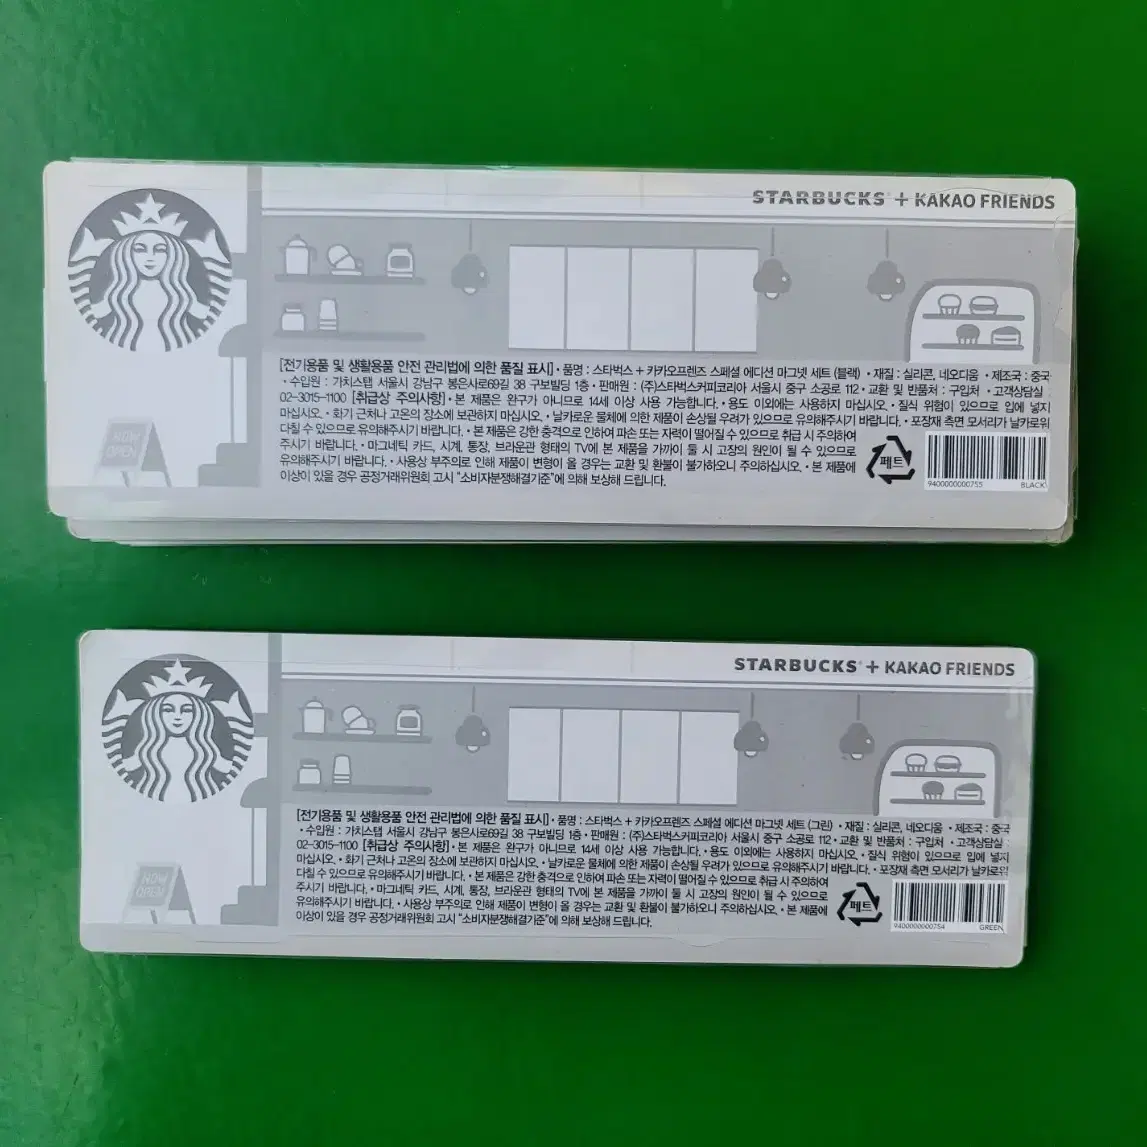 STARBUCKS + KAKAO FRIENDS
[전기용품 및 생활용품 안전 관리법에 의한 품질 표시] • 품명 : 스타벅스 + 카카오프렌즈 스페셜 에디션 마그넷 세트 (블랙) • 재질 : 실리콘, 네오디움 • 제조국 : 중국
• 수입원 : 가치스탭 서울시 강남구 봉은사로69길 38 구보빌딩 1층 • 판매원 : (주)스타벅스커피코리아 서울시 중구 소공로 112 • 교환 및 반품처 : 구입처 • 고객상담실 :
02-3015-1100 [취급상 주의사항] • 본 제품은 완구가 아니므로 14세 이상 사용 가능합니다. • 용도 이외에는 사용하지 마십시오. • 질식 위험이 있으므로 입에 넣지
마십시오. • 화기 근처나 고온의 장소에 보관하지 마십시오. • 날카로운 물체에 의한 제품이 손상될 우려가 있으므로 유의해주시기 바랍니다. • 포장재 측면 모서리가 날카로워
다칠 수 있으므로 유의해주시기 바랍니다. • 본 제품은 강한 충격으로 인하여 파손 또는 자력이 떨어질 수 있으므로 취급 시 주의하여
주시기 바랍니다. • 마그네틱 카드, 시계, 통장, 브라운관 형태의 TV에 본 제품을 가까이 둘 시 고장의 원인이 될 수 있으므로
유의해주시기 바랍니다. • 사용상 부주의로 인해 제품이 변형이 올 경우는 교환 및 환불이 불가하오니 주의하십시오. • 본 제품에
이상이 있을 경우 공정거래위원회 고시 “소비자분쟁해결기준”에 의해 보상해 드립니다.
NOW
OPEN
페트
9400000000755 BLACK
STARBUCKS + KAKAO FRIENDS
[전기용품 및 생활용품 안전 관리법에 의한 품질 표시] • 품명 : 스타벅스 + 카카오프렌즈 스페셜 에디션 마그넷 세트 (그린) • 재질 : 실리콘, 네오디움 • 제조국 : 중국
• 수입원 : 가치스탭 서울시 강남구 봉은사로69길 38 구보빌딩 1층 • 판매원 : (주)스타벅스커피코리아 서울시 중구 소공로 112 • 교환 및 반품처 : 구입처 • 고객상담실 :
02-3015-1100 [취급상 주의사항] • 본 제품은 완구가 아니므로 14세 이상 사용 가능합니다. • 용도 이외에는 사용하지 마십시오. • 질식 위험이 있으므로 입에 넣지
마십시오. • 화기 근처나 고온의 장소에 보관하지 마십시오. • 날카로운 물체에 의한 제품이 손상될 우려가 있으므로 유의해주시기 바랍니다. • 포장재 측면 모서리가 날카로워
다칠 수 있으므로 유의해주시기 바랍니다. • 본 제품은 강한 충격으로 인하여 파손 또는 자력이 떨어질 수 있으므로 취급 시 주의하여
주시기 바랍니다. • 마그네틱 카드, 시계, 통장, 브라운관 형태의 TV에 본 제품을 가까이 둘 시 고장의 원인이 될 수 있으므로
유의해주시기 바랍니다. • 사용상 부주의로 인해 제품이 변형이 올 경우는 교환 및 환불이 불가하오니 주의하십시오. • 본 제품에
이상이 있을 경우 공정거래위원회 고시 “소비자분쟁해결기준”에 의해 보상해 드립니다.
NOW
OPEN
페트
9400000000754 GREEN